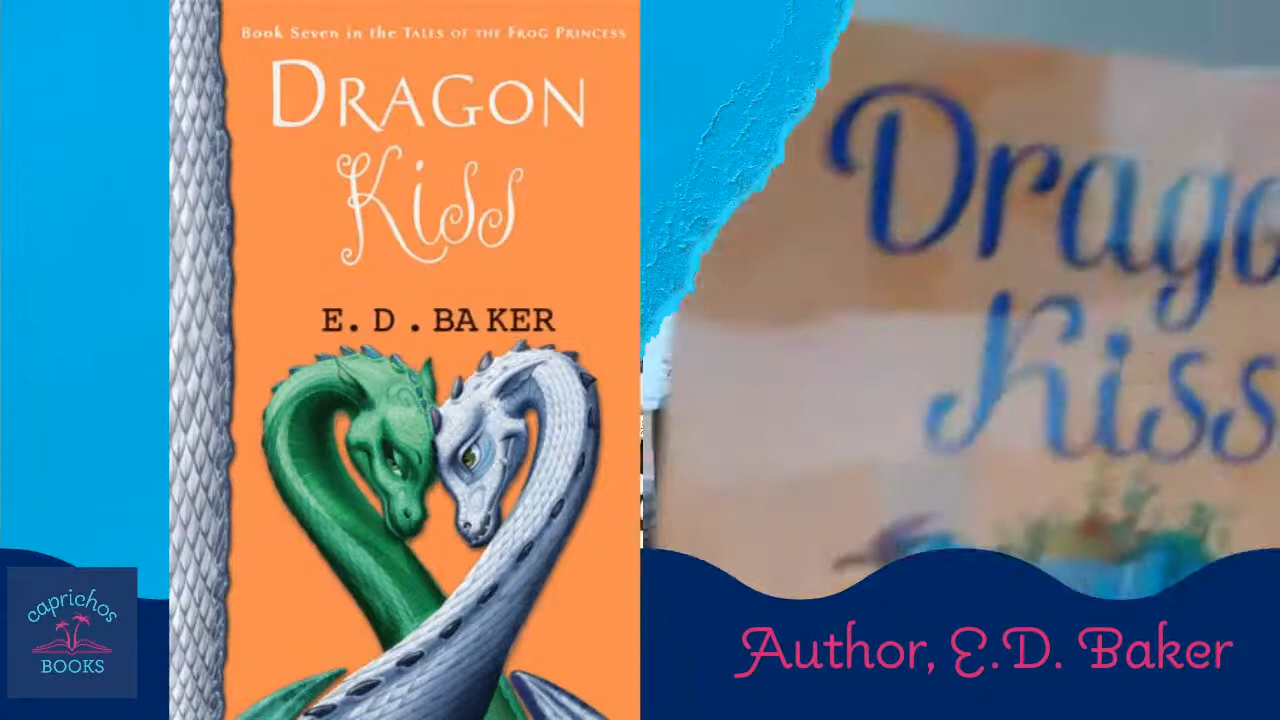 Book Seven in the TALES OF THE FROG PRINCESS
DRAGON
Kiss
E. D. BAKER
Drago
Kiss
caprichos
BOOKS
Author, E.D. Baker